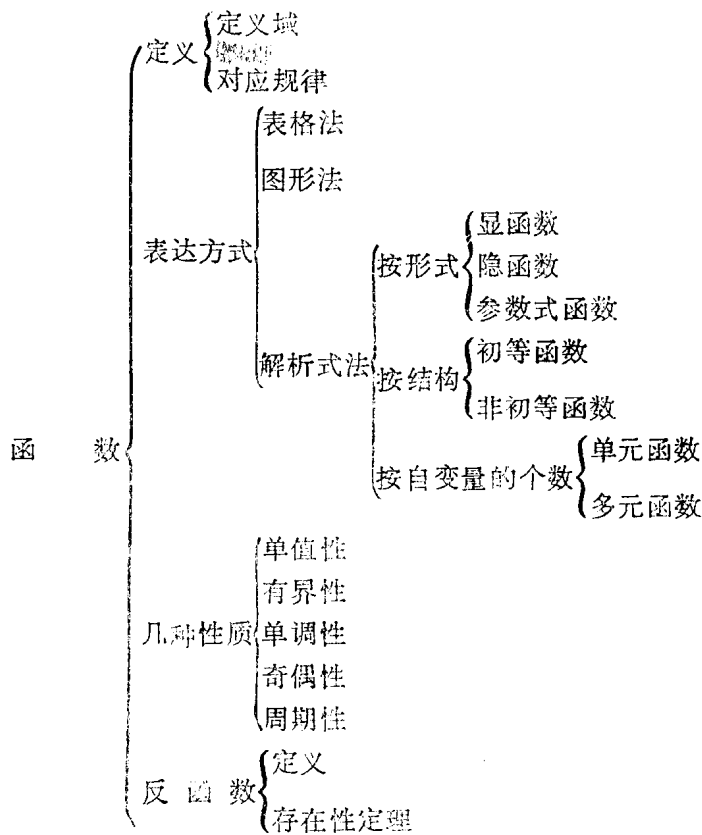 定义域
定义
对应规律
表格法
图形法
显函数
表达方式
按形式
隐函数
参数式函数
初等函数
解析式法
按结构
非初等函数
函 数
单元函数
按自变量的个数
多元函数
单值性
有界性
几种性质
单调性
奇偶性
周期性
定义
反函数
存在性定理